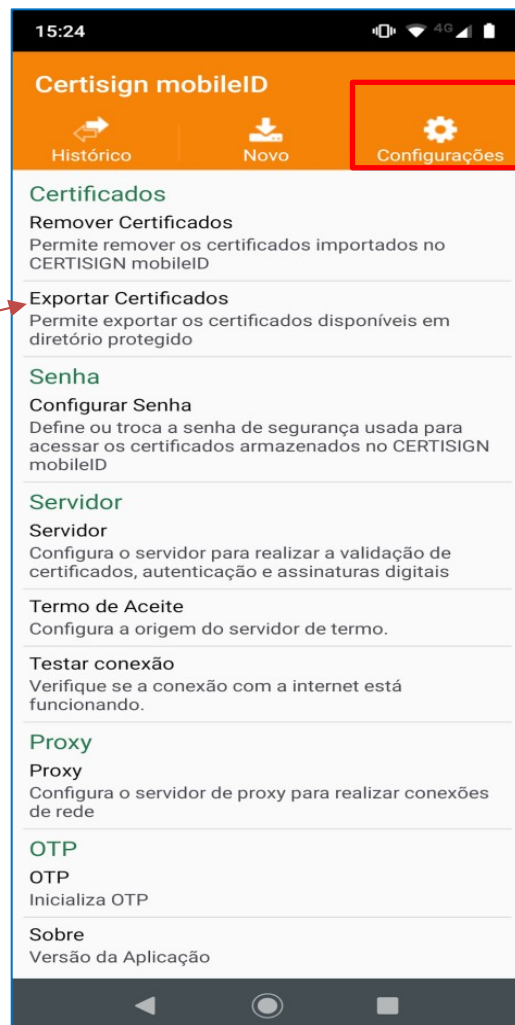 15:24
4G
Certisign mobileID
Histórico
Novo
Configurações
Certificados
Remover Certificados
Permite remover os certificados importados no
CERTISIGN mobileID
Exportar Certificados
Permite exportar os certificados disponíveis em
diretório protegido
Senha
Configurar Senha
Define ou troca a senha de segurança usada para
acessar os certificados armazenados no CERTISIGN
mobileID
Servidor
Servidor
Configura o servidor para realizar a validação de
certificados, autenticação e assinaturas digitais
Termo de Aceite
Configura a origem do servidor de termo.
Testar conexão
Verifique se a conexão com a internet está
funcionando.
Proxy
Proxy
Configura o servidor de proxy para realizar conexões
de rede
OTP
OTP
Inicializa OTP
Sobre
Versão da Aplicação